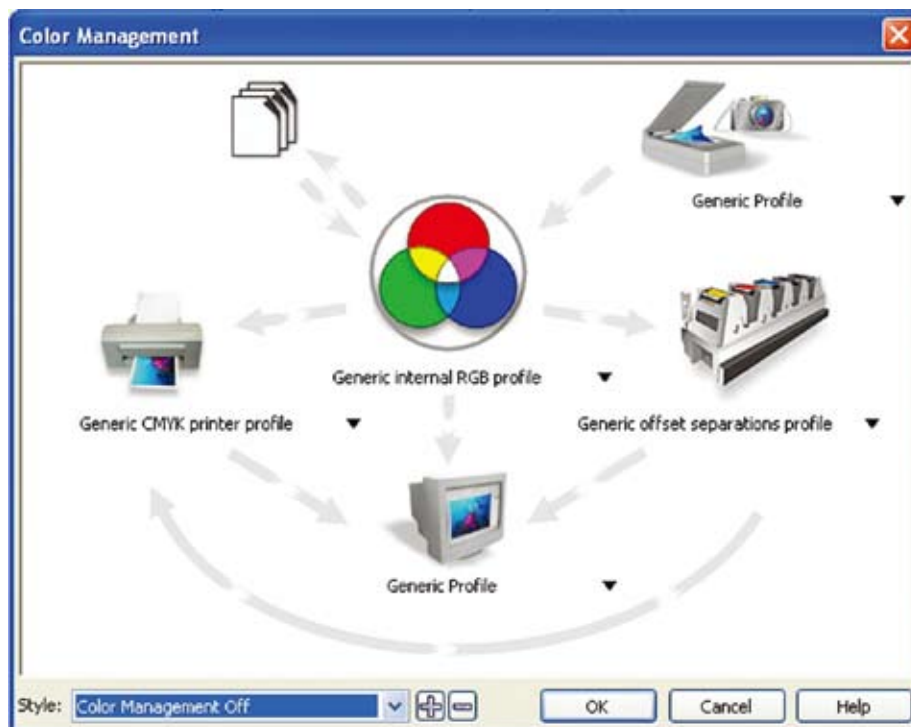 Color Management
Generic Profile
Generic internal RGB profile
Generic CMYK printer profile
Generic offset separations profile
Generic Profile
Style: Color Management Off
OK
Cancel
Help